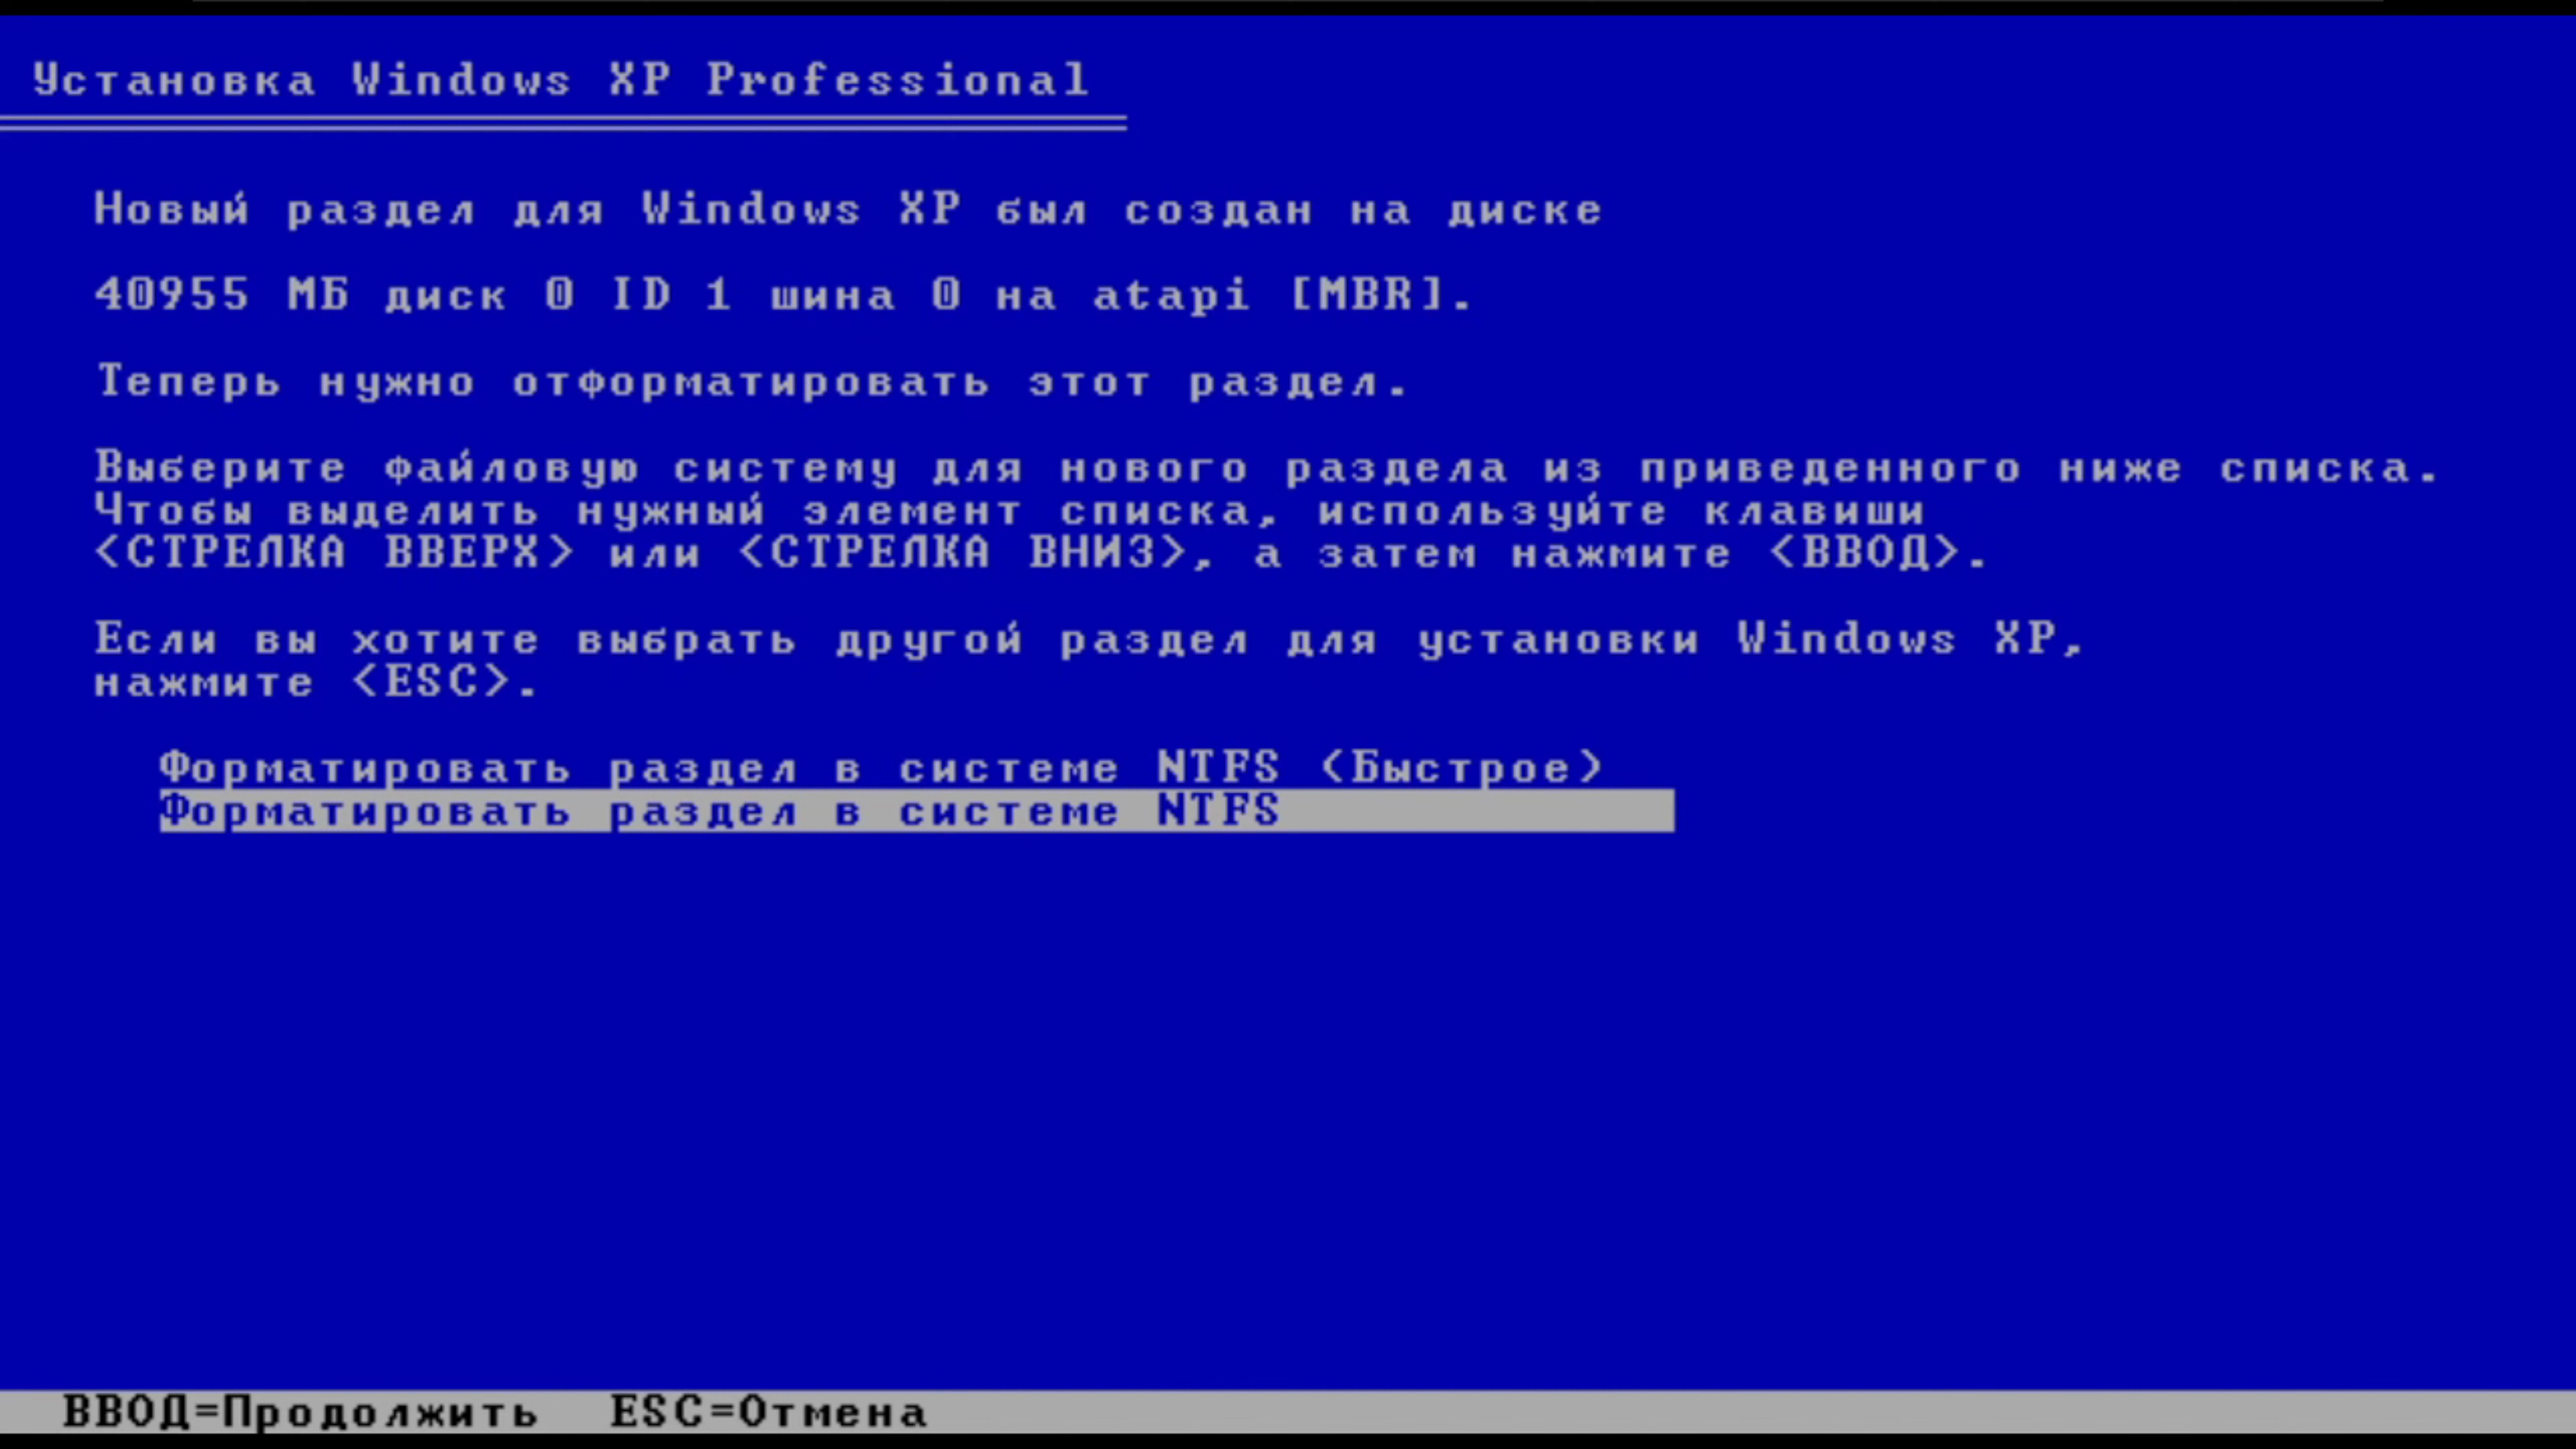 Установка Windows XP Professional
Новый раздел для Windows XP был создан на диске
40955 МБ диск 0 ID 1 шина 0 на atapi [MBR].
Теперь нужно отформатировать этот раздел.
Выберите файловую систему для нового раздела из приведенного ниже списка.
Чтобы выделить нужный элемент списка, используйте клавиши
<СТРЕЛКА ВВЕРХ> или <СТРЕЛКА ВНИЗ>, а затем нажмите <ВВОД>.
Если вы хотите выбрать другой раздел для установки Windows XP,
нажмите <ESC>.
Форматировать раздел в системе NTFS (Быстрое)
Форматировать раздел в системе NTFS
ВВОД=Продолжить ESC=Отмена